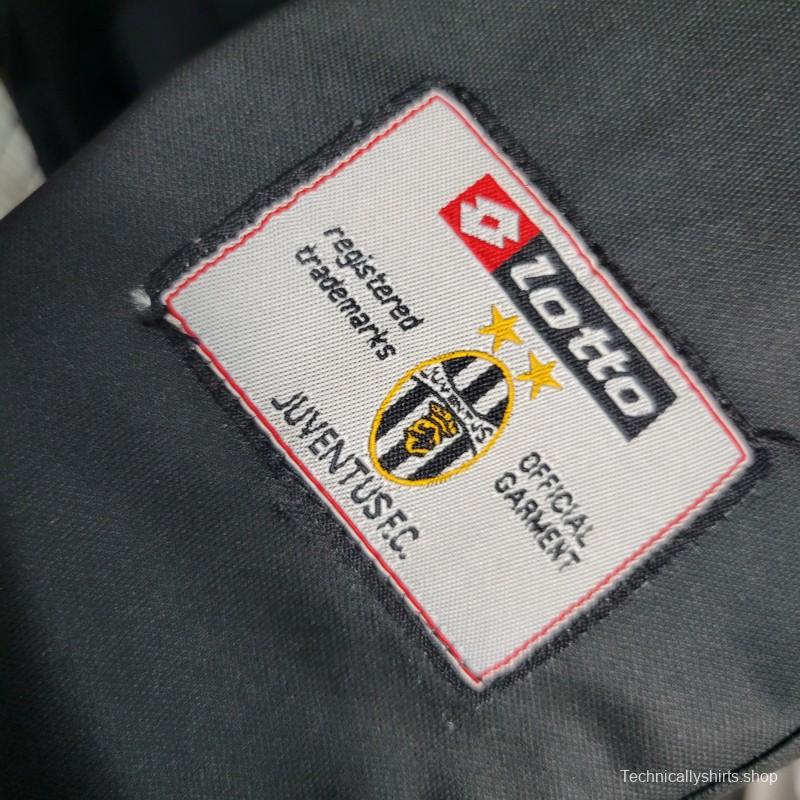 lotto
registered
trademarks
JUVENTUS
OFFICIAL
GARMENT
JUVENTUS F.C.
Technicallyshirts.shop